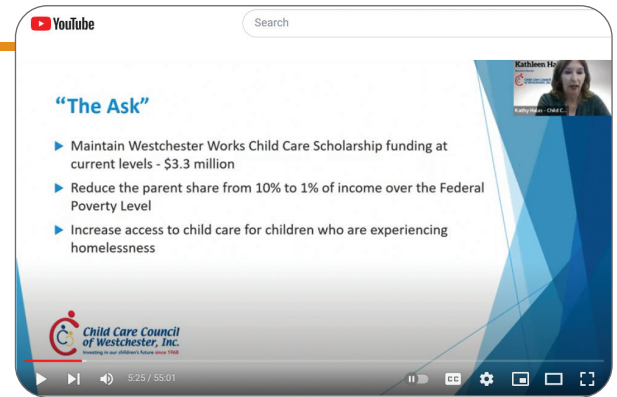 YouTube
Search
Kathleen Ha
“The Ask”
Maintain Westchester Works Child Care Scholarship funding at
current levels - $3.3 million
Reduce the parent share from 10% to 1% of income over the Federal
Poverty Level
Increase access to child care for children who are experiencing
homelessness
Kathy Halas - Child C...
Child Care Council
of Westchester, Inc.
Investing in our children's future since 1968
5:25 / 55:01
CC